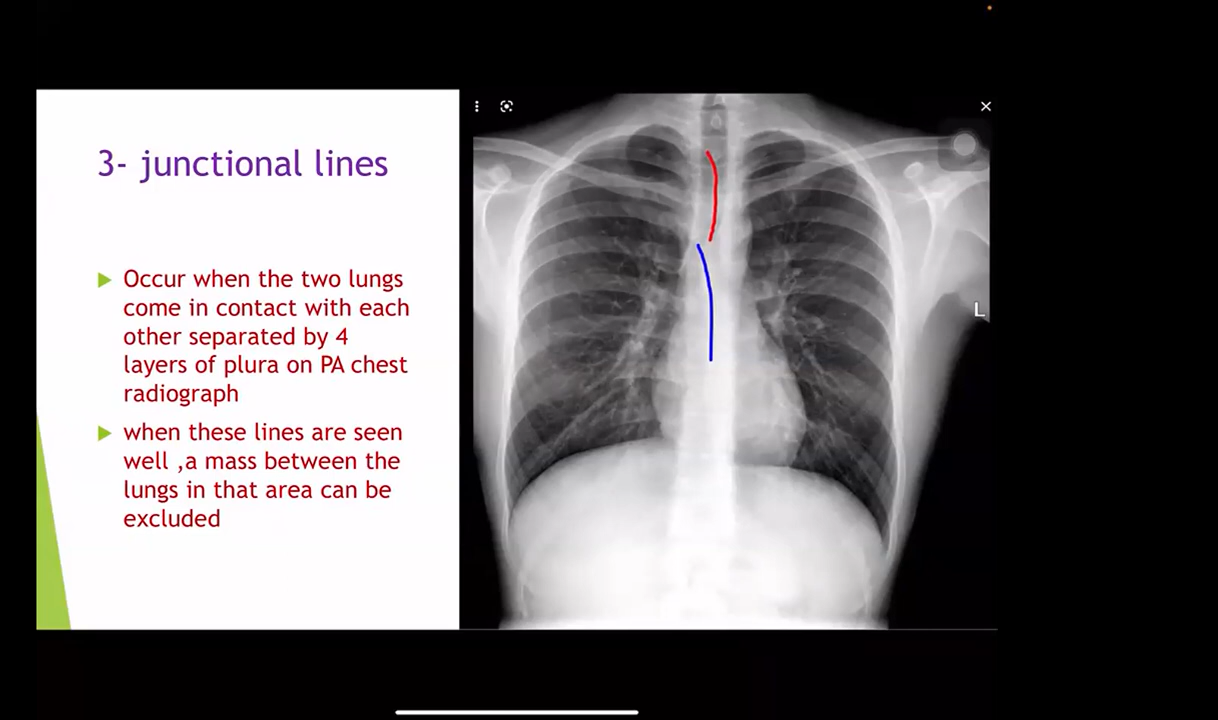 3- junctional lines
Occur when the two lungs
come in contact with each
other separated by 4
layers of plura on PA chest
radiograph
when these lines are seen
well ,a mass between the
lungs in that area can be
excluded
L